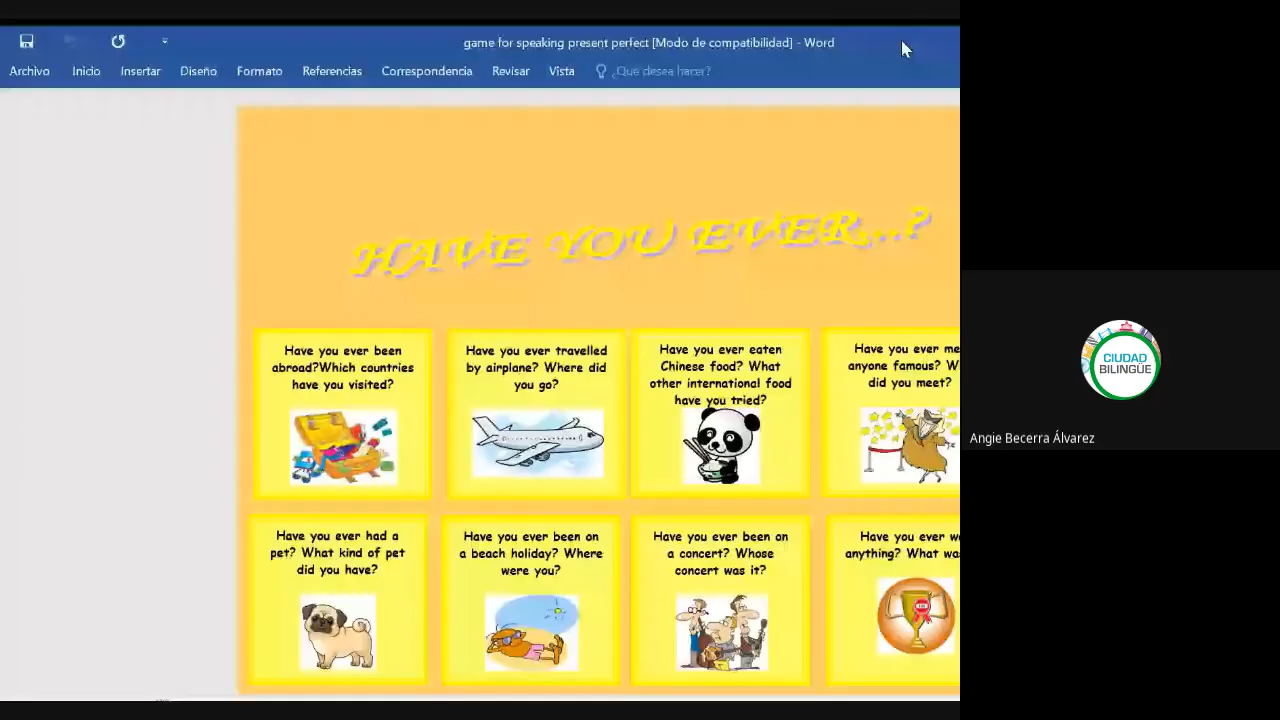 game for speaking present perfect [Modo de compatibilidad] - Word
Archivo Inicio Insertar Diseño Formato Referencias Correspondencia Revisar Vista ¿Qué desea hacer?
HAVE YOU EVER...?
Have you ever been
abroad?Which countries
have you visited?
Have you ever travelled
by airplane? Where did
you go?
Have you ever eaten
Chinese food? What
other international food
have you tried?
Have you ever
anyone famous?
did you meet?
Have you ever had a
pet? What kind of pet
did you have?
Have you ever been on
a beach holiday? Where
were you?
Have you ever been on
a concert? Whose
concert was it?
Have you ever
anything? What was
CIUDAD
BILINGÜE
Angie Becerra Álvarez